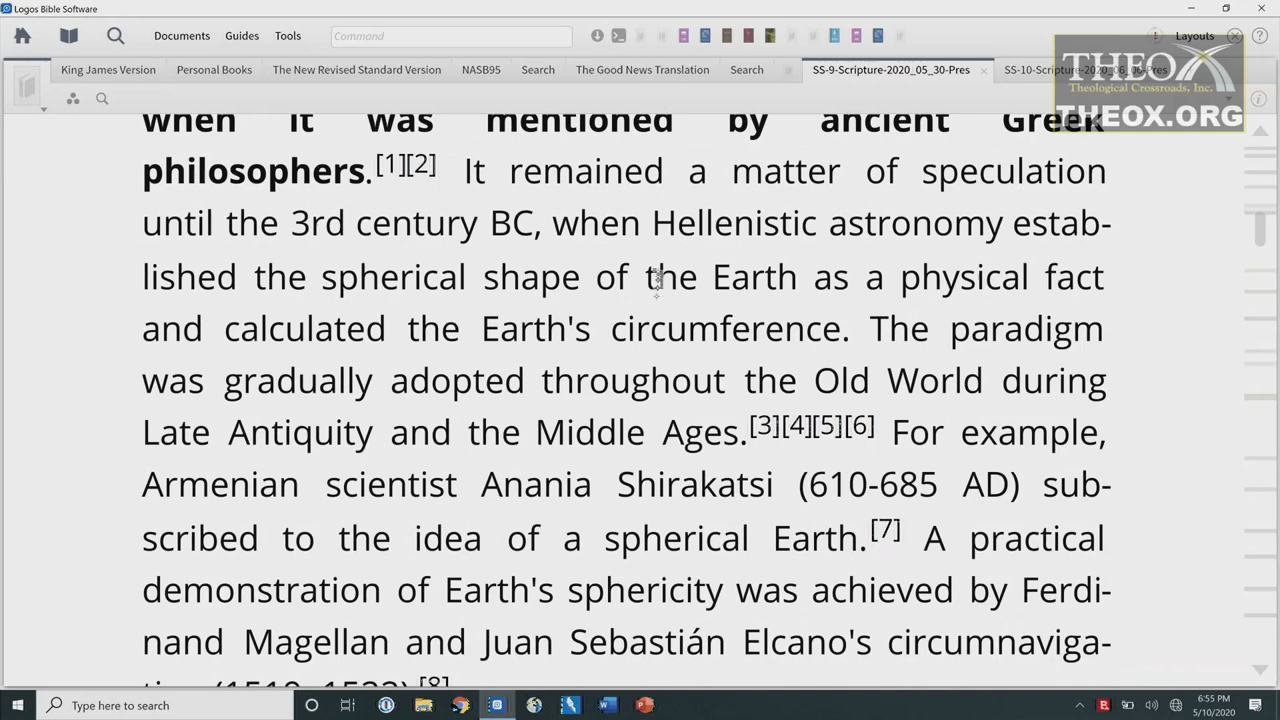 Logos Bible Software
Documents Guides Tools Command Layouts
King James Version Personal Books The New Revised NASB95 Search The Good News Translation Search SS-9-Scripture-2020_05_30-Pres SS-10-Scripture-2020_06_06-Pres
THEOX
Theological Crossroads, Inc.
THEOX.ORG
when it was mentioned by ancient Greek
philosophers.[1][2] It remained a matter of speculation
until the 3rd century BC, when Hellenistic astronomy estab-
lished the spherical shape of the Earth as a physical fact
and calculated the Earth's circumference. The paradigm
was gradually adopted throughout the Old World during
Late Antiquity and the Middle Ages.[3][4][5][6] For example,
Armenian scientist Anania Shirakatsi (610-685 AD) sub-
scribed to the idea of a spherical Earth.[7] A practical
demonstration of Earth's sphericity was achieved by Ferdi-
nand Magellan and Juan Sebastián Elcano's circumnaviga-
[8]
Type here to search
6:55 PM
5/10/2020